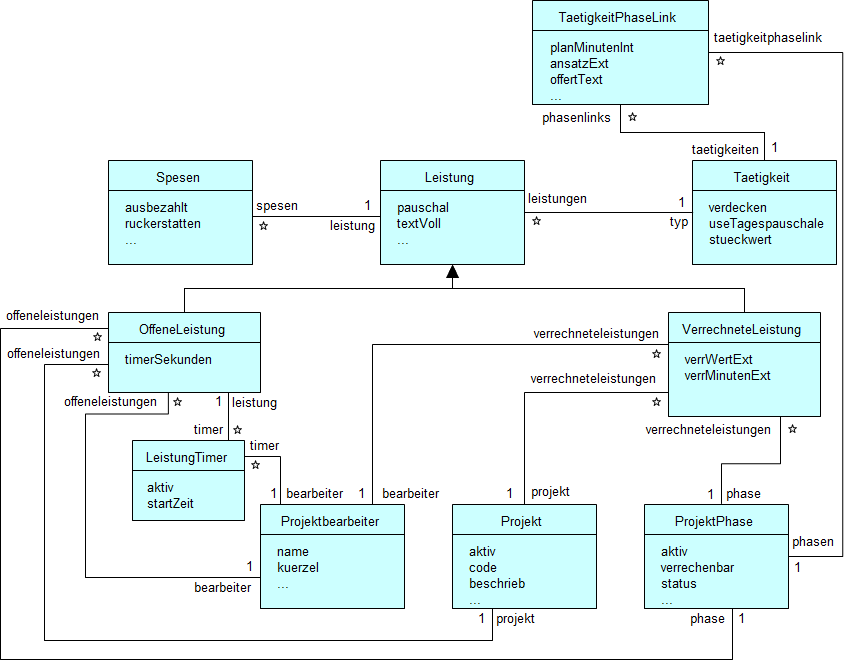 TaetigkeitPhaseLink
planMinutenInt
ansatzExt
offertText
...
taetigkeitphaselink
phasenlinks
taetigkeiten 1
Spesen
ausbezahlt
ruckerstatten
...
spesen
1
leistung
Leistung
pauschal
textVoll
...
leistungen
1
typ
Taetigkeit
verdecken
useTagespauschale
stueckwert
offeneleistungen
OffeneLeistung
timerSekunden
offeneleistungen
offeneleistungen
1 leistung
timer
verrechneteleistungen
verrechneteleistungen
VerrechneteLeistung
verrWertExt
verrMinutenExt
verrechneteleistungen
LeistungTimer
aktiv
startZeit
timer
1 bearbeiter
1 bearbeiter
1 projekt
1 phase
Projektbearbeiter
name
kuerzel
...
1
bearbeiter
Projekt
aktiv
code
beschrieb
...
ProjektPhase
aktiv
verrechenbar
status
...
phasen
1
1 projekt
phase 1